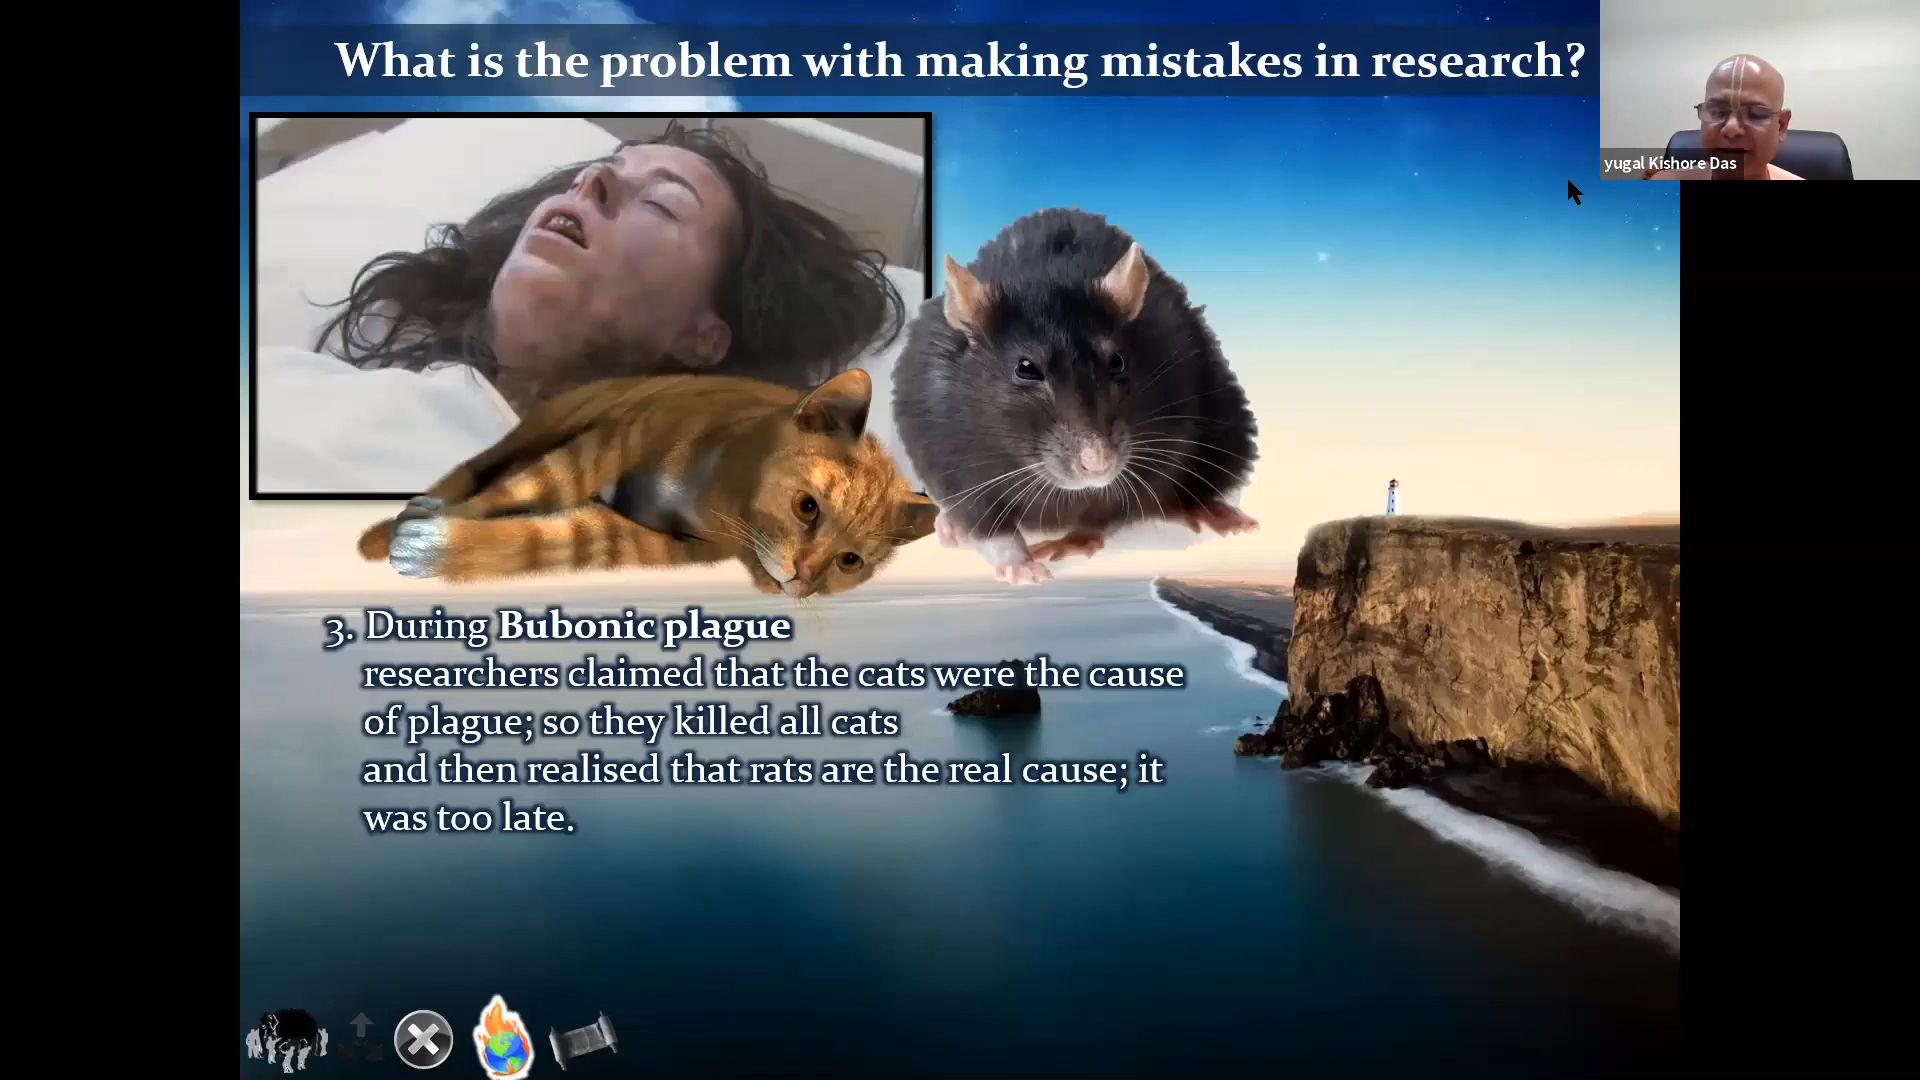 What is the problem with making mistakes in research?
yugal Kishore Das
3. During Bubonic plague
researchers claimed that the cats were the cause
of plague; so they killed all cats
and then realised that rats are the real cause; it
was too late.